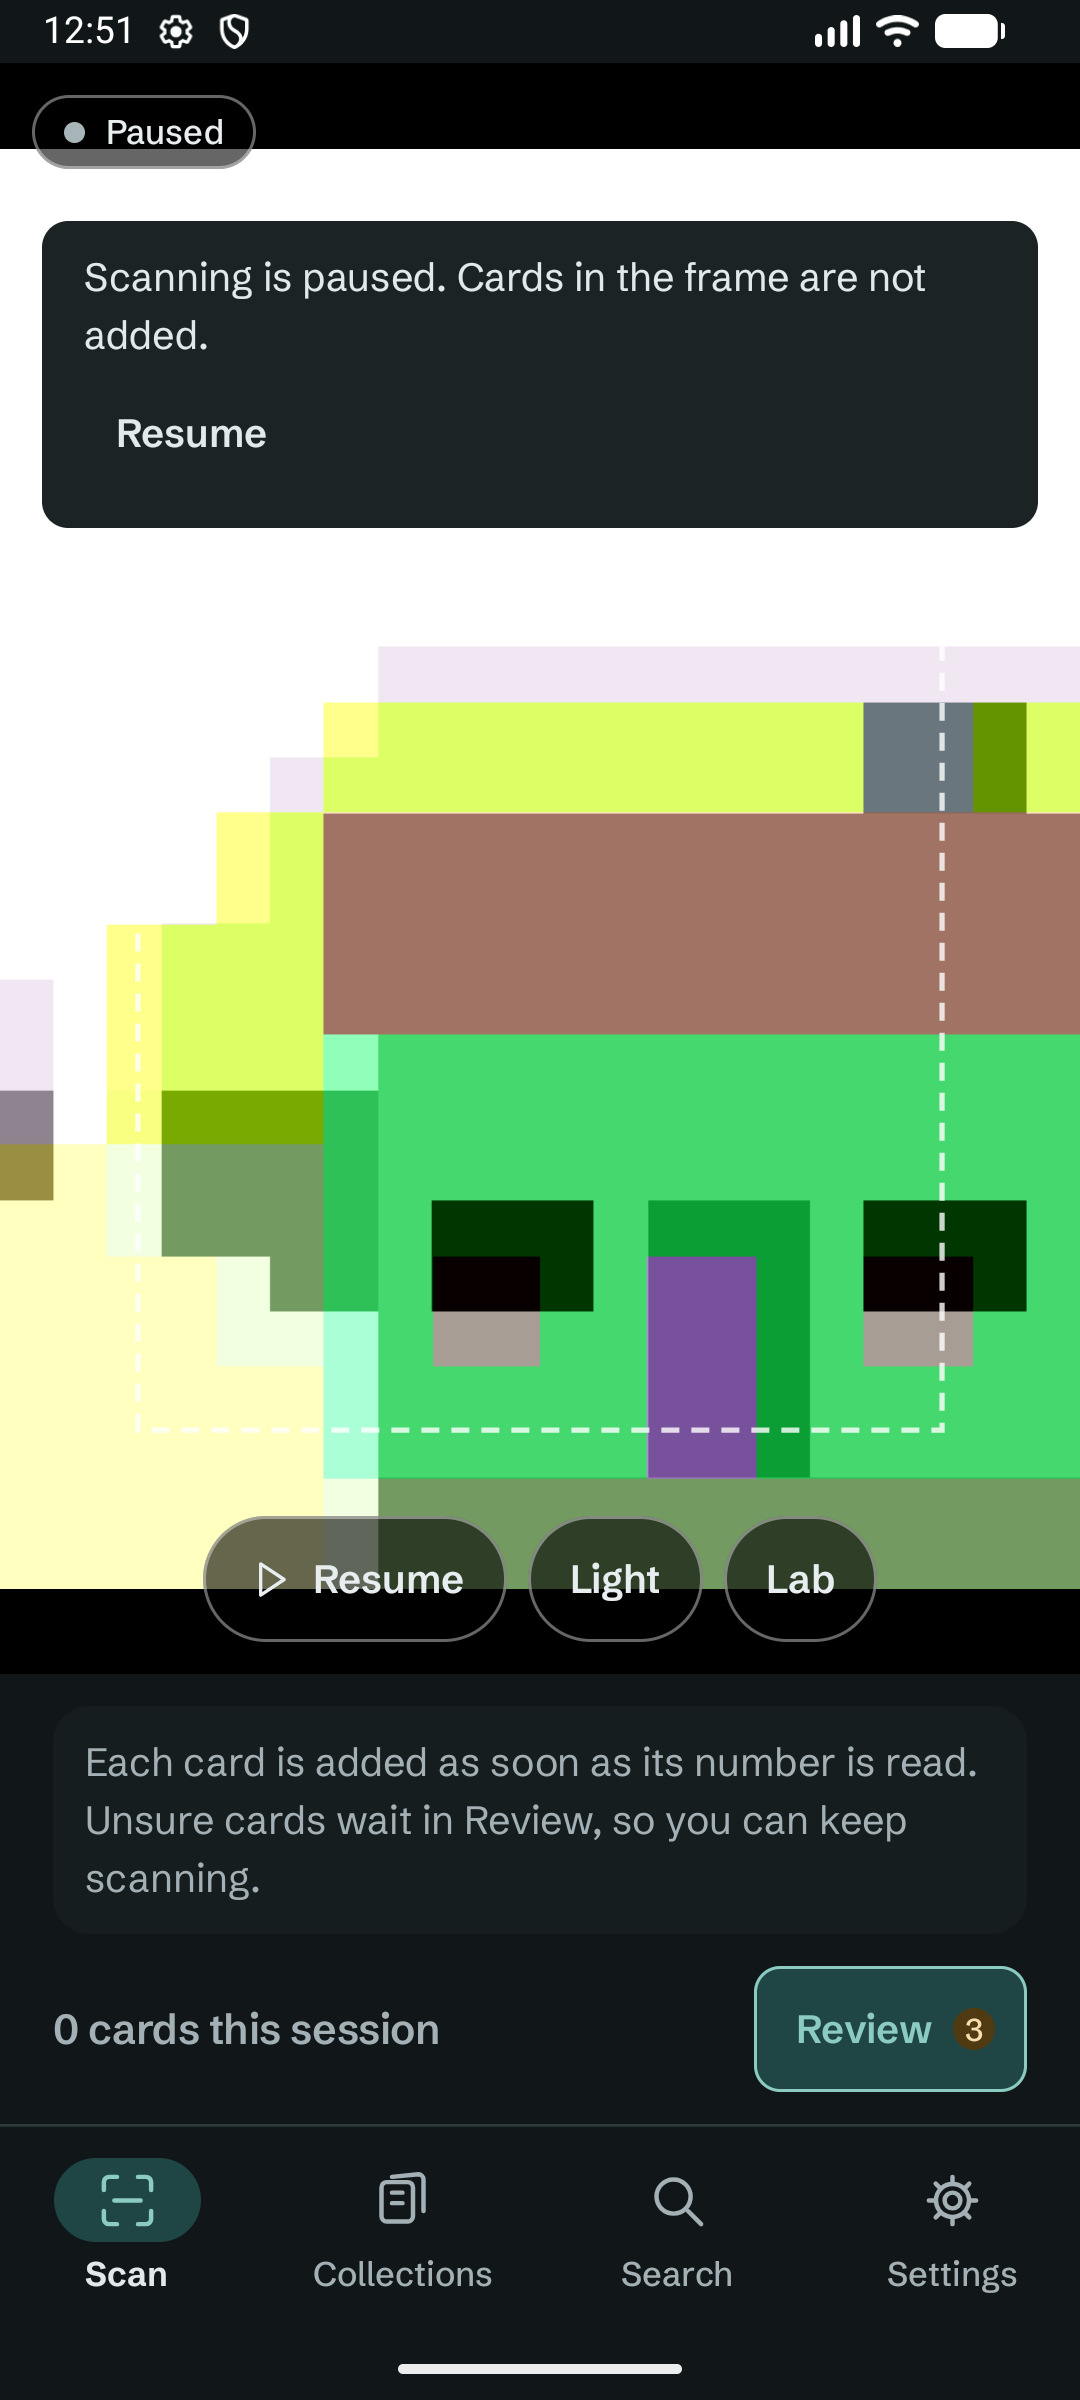 12:51
Paused
Scanning is paused. Cards in the frame are not
added.
Resume
Resume
Light
Lab
Each card is added as soon as its number is read.
Unsure cards wait in Review, so you can keep
scanning.
0 cards this session
Review 3
Scan
Collections
Search
Settings